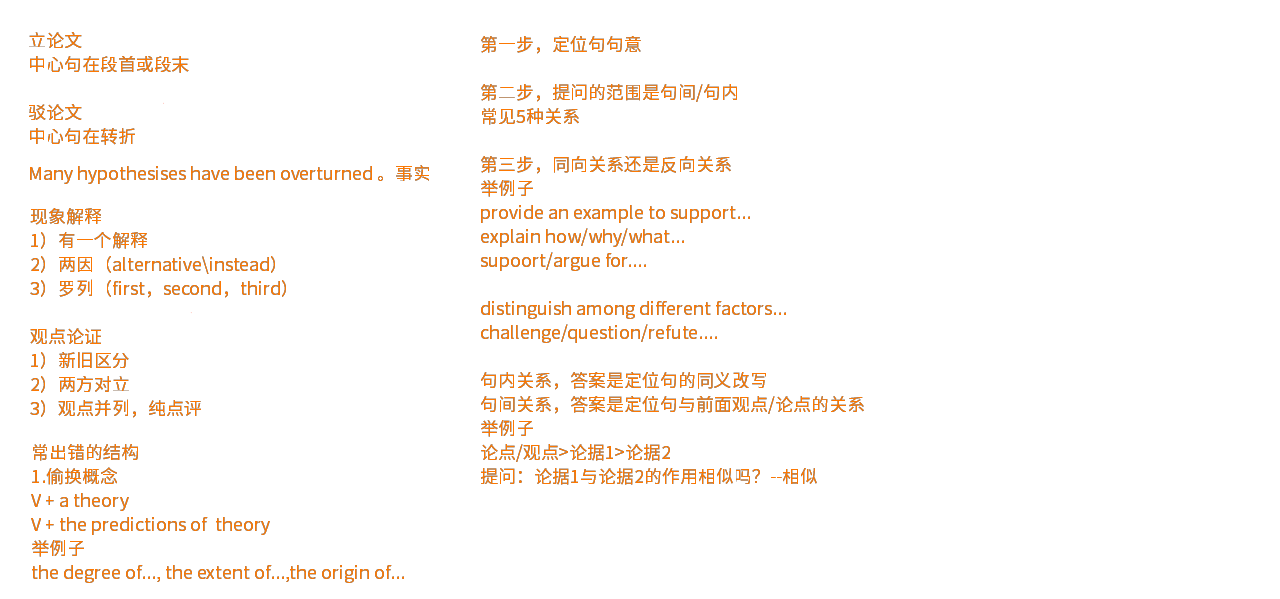 立论文
中心句在段首或段末
驳论文
中心句在转折
Many hypothesises have been overturned 。事实
现象解释
1）有一个解释
2）两因（alternative\instead）
3）罗列（first，second，third）
观点论证
1）新旧区分
2）两方对立
3）观点并列，纯点评
常出错的结构
1.偷换概念
V + a theory
V + the predictions of  theory
举例子
the degree of..., the extent of...,the origin of...
第一步，定位句句意
第二步，提问的范围是句间/句内
常见5种关系
第三步，同向关系还是反向关系
举例子
provide an example to support...
explain how/why/what...
supoort/argue for....
distinguish among different factors...
challenge/question/refute....
句内关系，答案是定位句的同义改写
句间关系，答案是定位句与前面观点/论点的关系
举例子
论点/观点>论据1>论据2
提问：论据1与论据2的作用相似吗？--相似